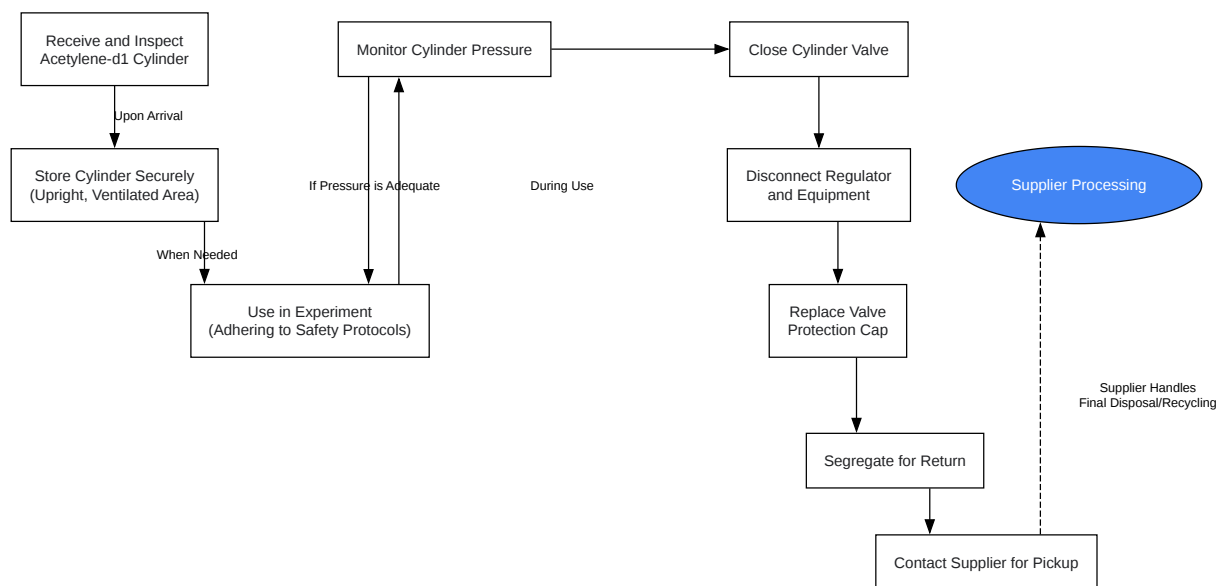 Receive and Inspect
Acetylene-d1 Cylinder
Upon Arrival
Store Cylinder Securely
(Upright, Ventilated Area)
When Needed
Use in Experiment
(Adhering to Safety Protocols)
If Pressure is Adequate
During Use
Monitor Cylinder Pressure
Close Cylinder Valve
Disconnect Regulator
and Equipment
Replace Valve
Protection Cap
Segregate for Return
Contact Supplier for Pickup
Supplier Handles
Final Disposal/Recycling
Supplier Processing